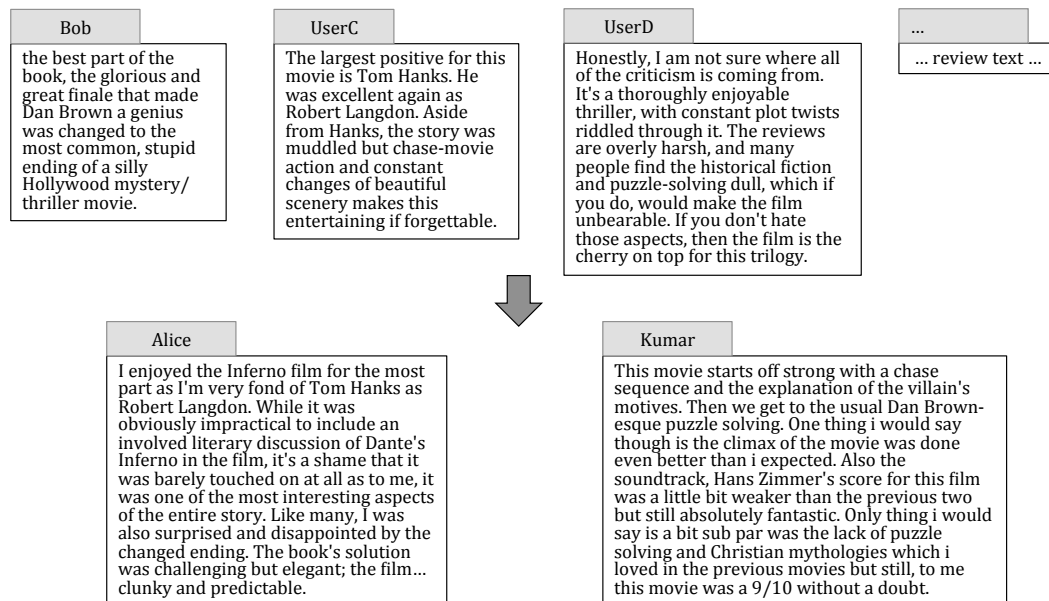 Bob
the best part of the
book, the glorious and
great finale that made
Dan Brown a genius
was changed to the
most common, stupid
ending of a silly
Hollywood mystery/
thriller movie.
UserC
The largest positive for this
movie is Tom Hanks. He
was excellent again as
Robert Langdon. Aside
from Hanks, the story was
muddled but chase-movie
action and constant
changes of beautiful
scenery makes this
entertaining if forgettable.
UserD
Honestly, I am not sure where all
of the criticism is coming from.
It's a thoroughly enjoyable
thriller, with constant plot twists
riddled through it. The reviews
are overly harsh, and many
people find the historical fiction
and puzzle-solving dull, which if
you do, would make the film
unbearable. If you don't hate
those aspects, then the film is the
cherry on top for this trilogy.
...
... review text ...
Alice
I enjoyed the Inferno film for the most
part as I'm very fond of Tom Hanks as
Robert Langdon. While it was
obviously impractical to include an
involved literary discussion of Dante's
Inferno in the film, it's a shame that it
was barely touched on at all as to me, it
was one of the most interesting aspects
of the entire story. Like many, I was
also surprised and disappointed by the
changed ending. The book's solution
was challenging but elegant; the film...
clunky and predictable.
Kumar
This movie starts off strong with a chase
sequence and the explanation of the villain's
motives. Then we get to the usual Dan Brown-
esque puzzle solving. One thing i would say
though is the climax of the movie was done
even better than i expected. Also the
soundtrack, Hans Zimmer's score for this film
was a little bit weaker than the previous two
but still absolutely fantastic. Only thing i would
say is a bit sub par was the lack of puzzle
solving and Christian mythologies which i
loved in the previous movies but still, to me
this movie was a 9/10 without a doubt.